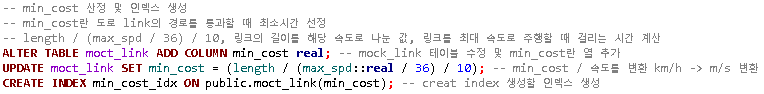 -- min_cost 산정 및 인덱스 생성
-- min_cost란 도로 link의 경로를 통과할 때 최소시간 선정
-- length / (max_spd / 36) / 10, 링크의 길이를 해당 속도로 나눈 값, 링크를 최대 속도로 주행할 때 걸리는 시간 계산
ALTER TABLE moct_link ADD COLUMN min_cost real; -- mock_link 테이블 수정 및 min_cost란 열 추가
UPDATE moct_link SET min_cost = (length / (max_spd::real / 36) / 10); -- min_cost / 속도를 변환 km/h -> m/s 변환
CREATE INDEX min_cost_idx ON public.moct_link(min_cost); -- creat index 생성할 인덱스 생성